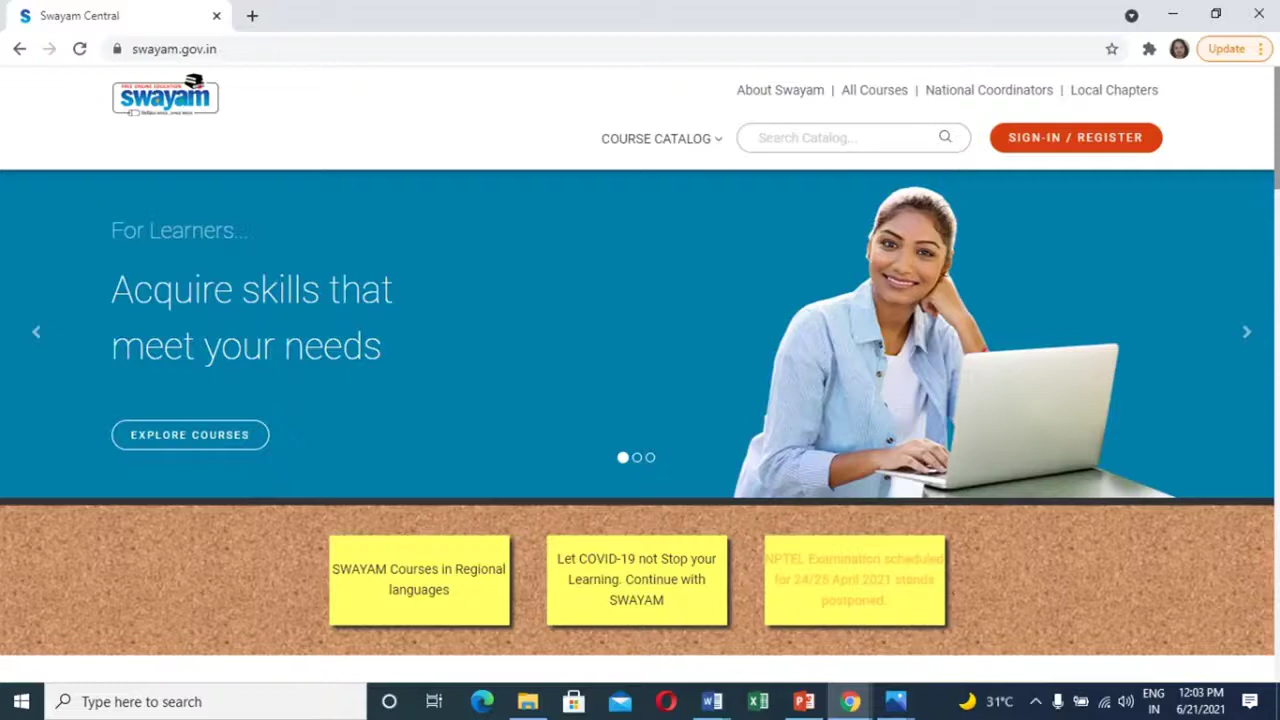 Swayam Central
swayam.gov.in
Update
FREE ONLINE EDUCATION
swayam
About Swayam | All Courses | National Coordinators | Local Chapters
COURSE CATALOG
Search Catalog...
SIGN-IN / REGISTER
For Learners...
Acquire skills that
meet your needs
EXPLORE COURSES
SWAYAM Courses in Regional
languages
Let COVID-19 not Stop your
Learning. Continue with
SWAYAM
NPTEL Examination scheduled
for 24/25 April 2021 stands
postponed.
Type here to search
31°C
ENG
IN
12:03 PM
6/21/2021